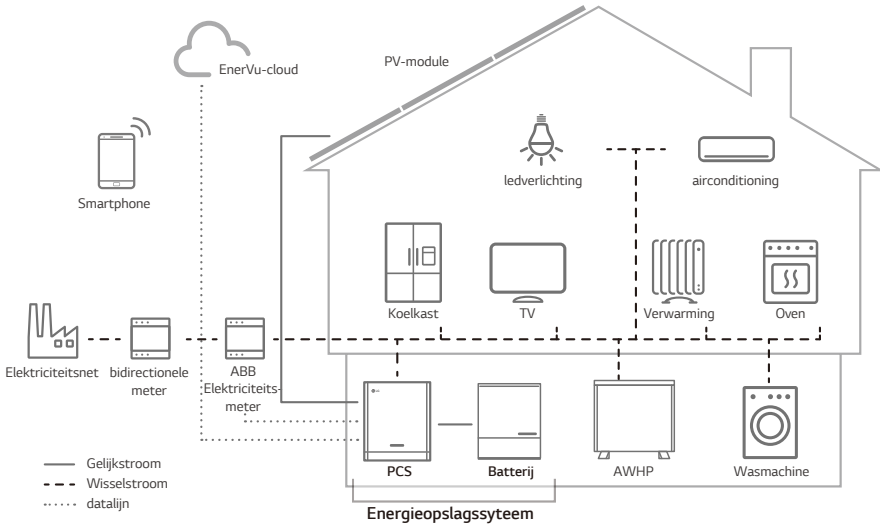 EnerVu-cloud
PV-module
ledverlichting
airconditioning
Smartphone
Koelkast
TV
Verwarming
Oven
Elektriciteitsnet
bidirectionele
meter
ABB
Elektriciteits-
meter
PCS
Batterij
AWHP
Wasmachine
Gelijkstroom
Wisselstroom
datalijn
Energieopslagssyteem